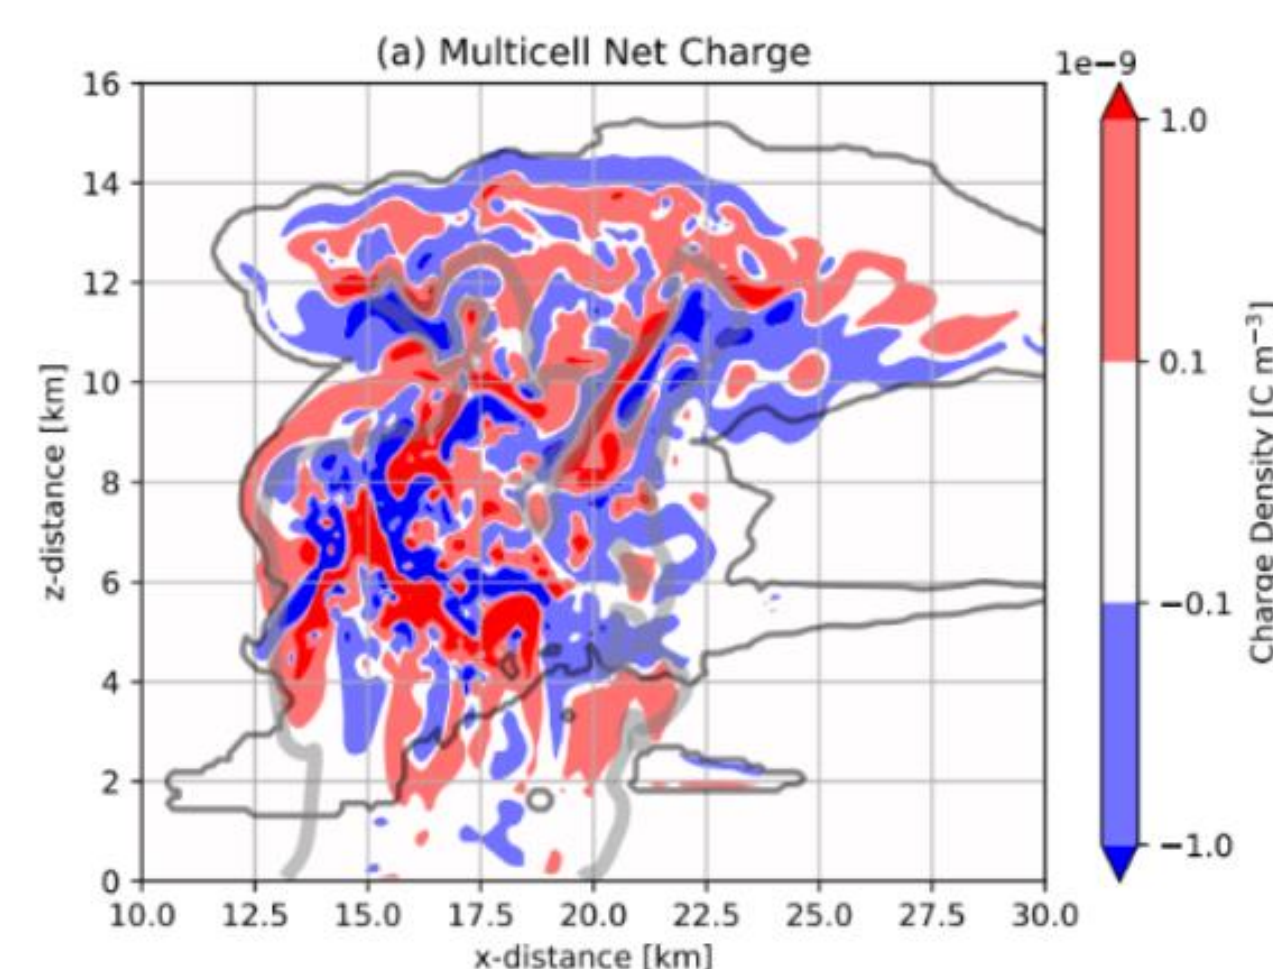 (a) Multicell Net Charge
1e−9
16
14
12
10
8
6
4
2
0
z-distance [km]
10.0 12.5 15.0 17.5 20.0 22.5 25.0 27.5 30.0
x-distance [km]
1.0
0.1
−0.1
−1.0
Charge Density [C m⁻³]